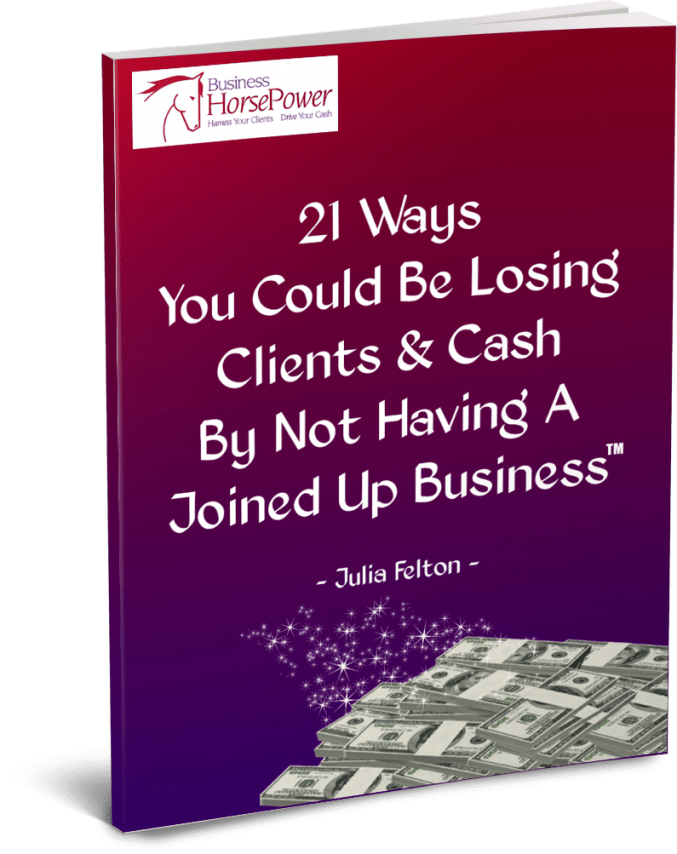 Business
HorsePower
Harness Your Clients Drive Your Cash
21 Ways
You Could Be Losing
Clients & Cash
By Not Having A
Joined Up Business™
- Julia Felton -